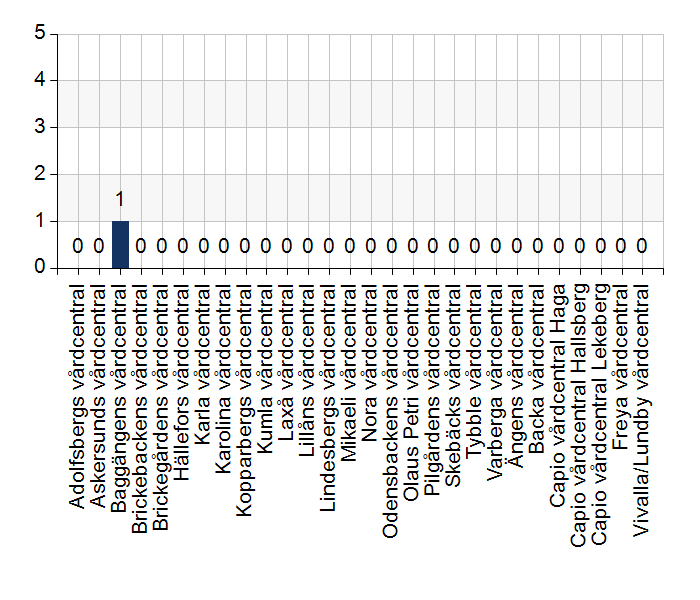 5
4
3
2
1
0
0 0 1 0 0 0 0 0 0 0 0 0 0 0 0 0 0 0 0 0 0 0 0 0 0 0 0 0
Adolfsbergs vårdcentral
Askersunds vårdcentral
Baggängens vårdcentral
Brickebackens vårdcentral
Brickegårdens vårdcentral
Hällefors vårdcentral
Karla vårdcentral
Karolina vårdcentral
Kopparbergs vårdcentral
Kumla vårdcentral
Laxå vårdcentral
Lillåns vårdcentral
Lindesbergs vårdcentral
Mikaeli vårdcentral
Nora vårdcentral
Odensbackens vårdcentral
Olaus Petri vårdcentral
Pilgårdens vårdcentral
Skebäcks vårdcentral
Tybble vårdcentral
Varberga vårdcentral
Ängens vårdcentral
Backa vårdcentral
Capio vårdcentral Haga
Capio vårdcentral Hallsberg
Capio vårdcentral Lekeberg
Freya vårdcentral
Vivalla/Lundby vårdcentral